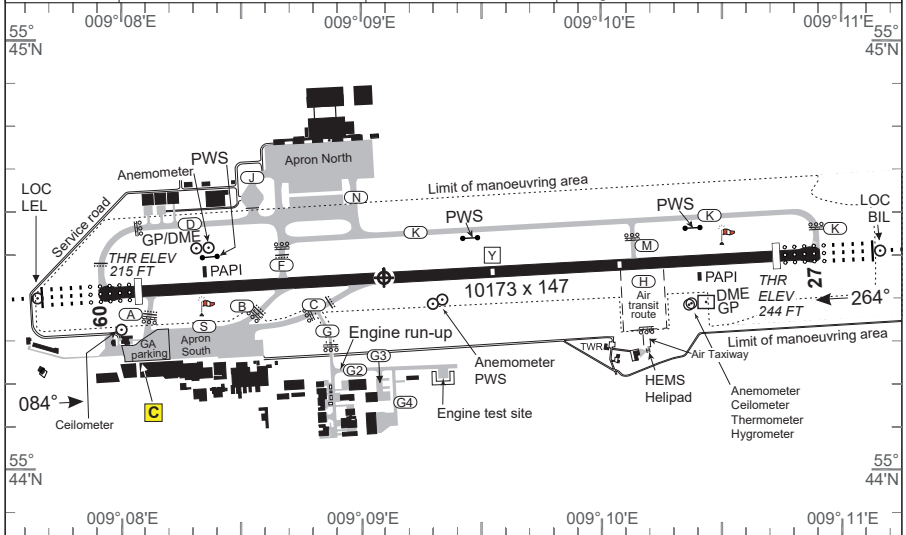 009°08'E 009°09'E 009°10'E 009°11'E
55°
45'N
55°
45'N
Apron North
PWS
Anemometer
J
LOC
LEL
Service road
N
Limit of manoeuvring area
PWS
PWS
K
LOC
BIL
D
GP/DME
K
M
K
THR ELEV
215 FT
PAPI
F
Y
09
10173 x 147
H
Air
transit
route
PAPI
DME
GP
THR
ELEV
244 FT
27
264°
A
S
B
C
G
GA
parking
Apron
South
Engine run-up
G3
G2
G4
Anemometer
PWS
Engine test site
TWR
Air Taxiway
HEMS
Helipad
Limit of manoeuvring area
Anemometer
Ceilometer
Thermometer
Hygrometer
084°
Ceilometer
C
55°
44'N
55°
44'N
009°08'E 009°09'E 009°10'E 009°11'E